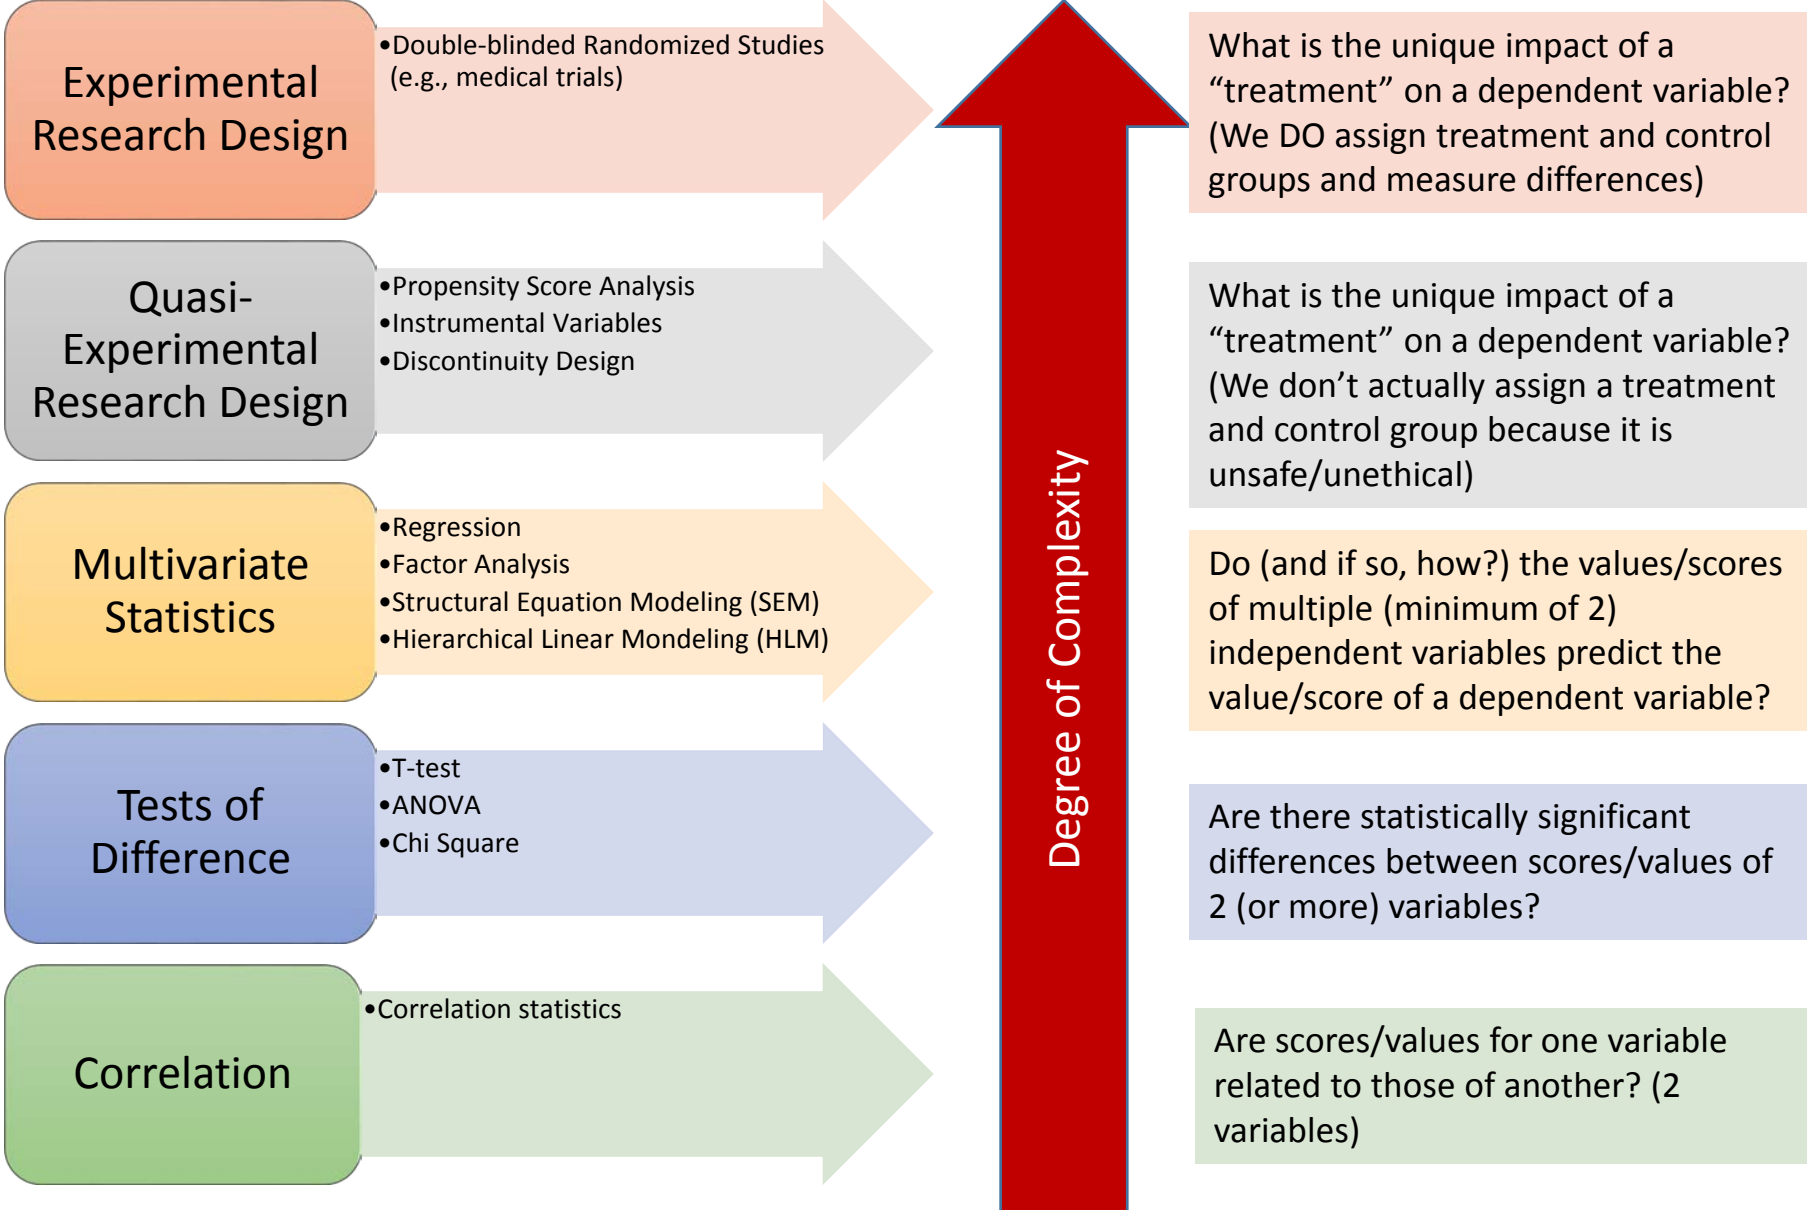 Experimental
Research Design
•Double-blinded Randomized Studies
(e.g., medical trials)
What is the unique impact of a
“treatment” on a dependent variable?
(We DO assign treatment and control
groups and measure differences)
Quasi-
Experimental
Research Design
•Propensity Score Analysis
•Instrumental Variables
•Discontinuity Design
What is the unique impact of a
“treatment” on a dependent variable?
(We don’t actually assign a treatment
and control group because it is
unsafe/unethical)
Multivariate
Statistics
•Regression
•Factor Analysis
•Structural Equation Modeling (SEM)
•Hierarchical Linear Mondeling (HLM)
Do (and if so, how?) the values/scores
of multiple (minimum of 2)
independent variables predict the
value/score of a dependent variable?
Tests of
Difference
•T-test
•ANOVA
•Chi Square
Are there statistically significant
differences between scores/values of
2 (or more) variables?
Correlation
•Correlation statistics
Are scores/values for one variable
related to those of another? (2
variables)
Degree of Complexity